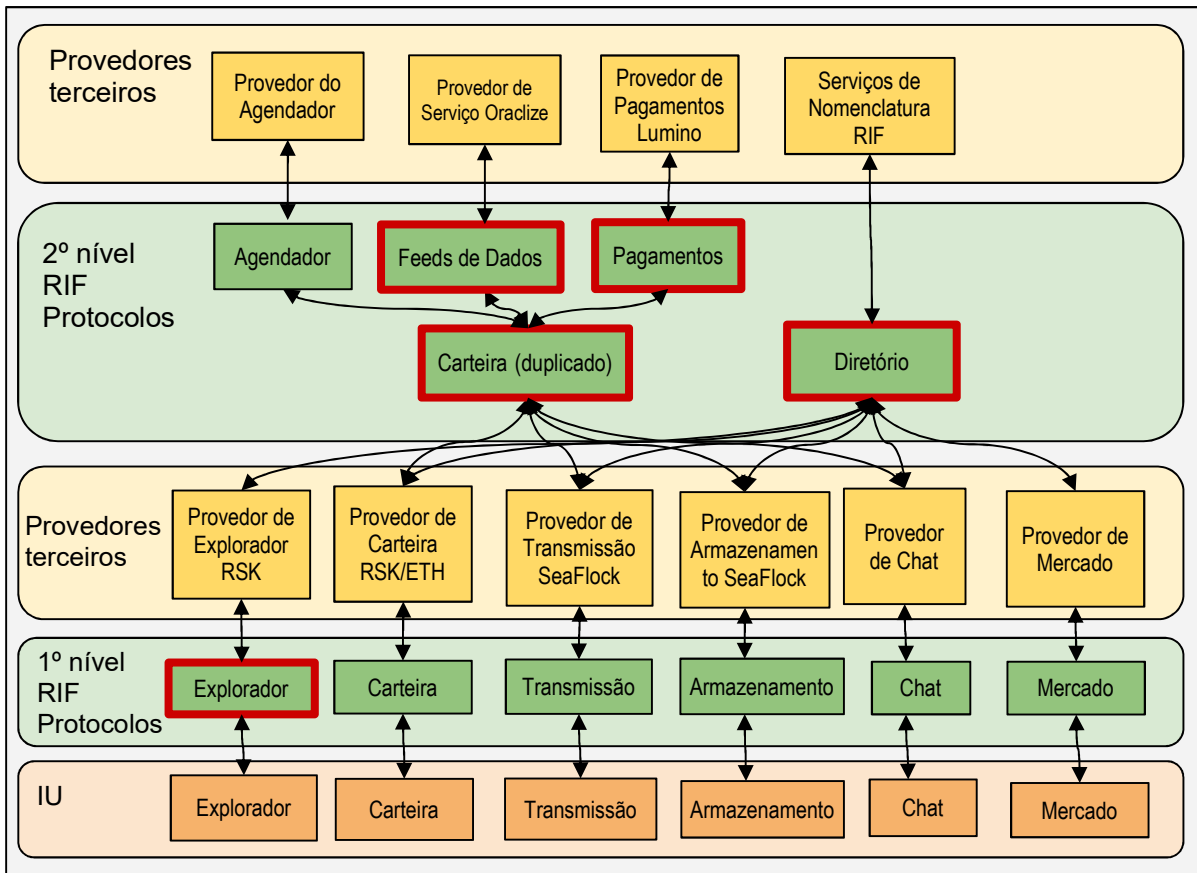 Provedores
terceiros
Provedor do
Agendador
Provedor de
Serviço Oraclize
Provedor de
Pagamentos
Lumino
Serviços de
Nomenclatura
RIF
2º nível
RIF
Protocolos
Agendador
Feeds de Dados
Pagamentos
Carteira (duplicado)
Diretório
Provedores
terceiros
Provedor de
Explorador
RSK
Provedor de
Carteira
RSK/ETH
Provedor de
Transmissão
SeaFlock
Provedor de
Armazenamen
to SeaFlock
Provedor
de Chat
Provedor de
Mercado
1º nível
RIF
Protocolos
Explorador
Carteira
Transmissão
Armazenamento
Chat
Mercado
IU
Explorador
Carteira
Transmissão
Armazenamento
Chat
Mercado